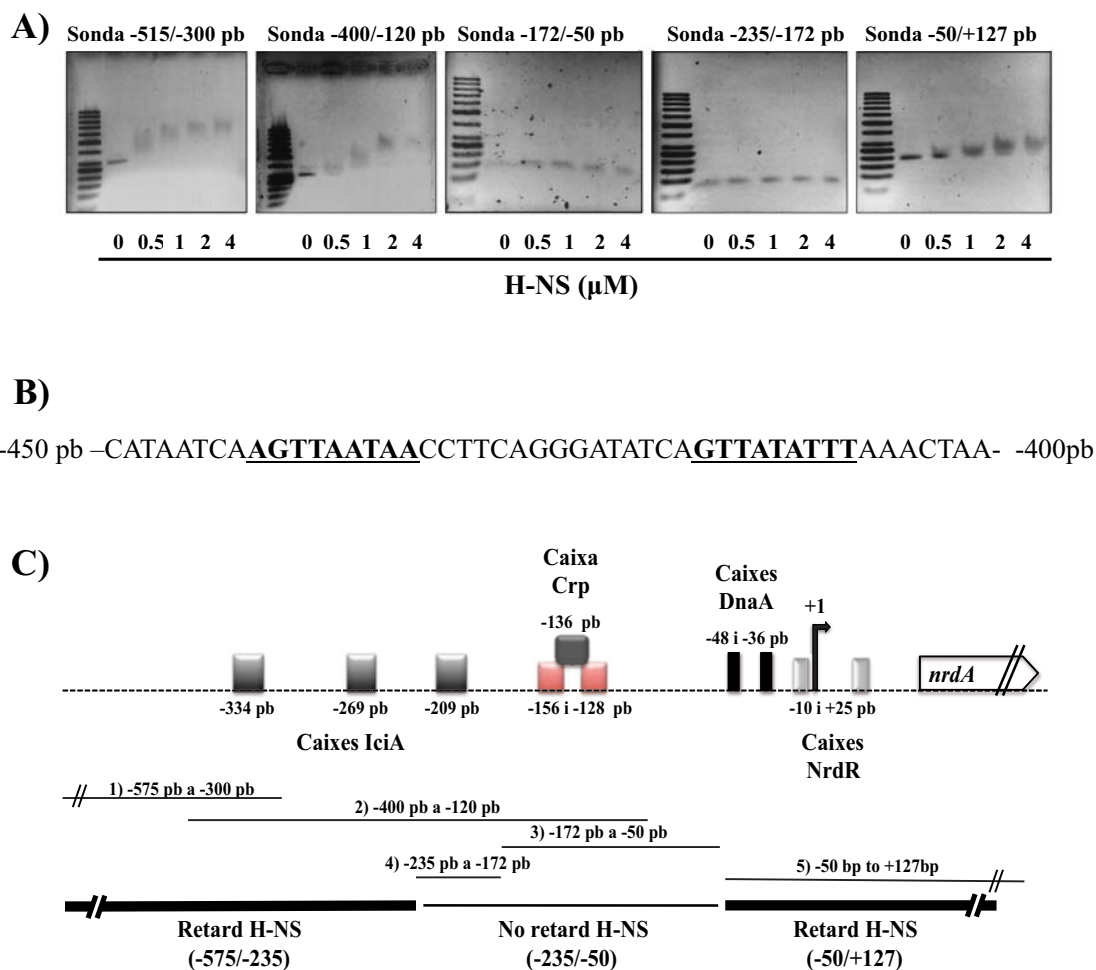 A)
Sonda -515/-300 pb Sonda -400/-120 pb Sonda -172/-50 pb Sonda -235/-172 pb Sonda -50/+127 pb
0 0.5 1 2 4 0 0.5 1 2 4 0 0.5 1 2 4 0 0.5 1 2 4 0 0.5 1 2 4
H-NS (µM)
B)
-450 pb –CATAATCAAGTTAATAACCTTCAGGGATATCAGTTATATTTAAACTAA- -400pb
C)
Caixa
Crp
Caixes
DnaA
-136 pb
+1
-48 i -36 pb
nrdA
-334 pb -269 pb -209 pb -156 i -128 pb -10 i +25 pb
Caixes IciA
Caixes
NrdR
1) -575 pb a -300 pb
2) -400 pb a -120 pb
3) -172 pb a -50 pb
4) -235 pb a -172 pb
5) -50 bp to +127bp
Retard H-NS
(-575/-235)
No retard H-NS
(-235/-50)
Retard H-NS
(-50/+127)